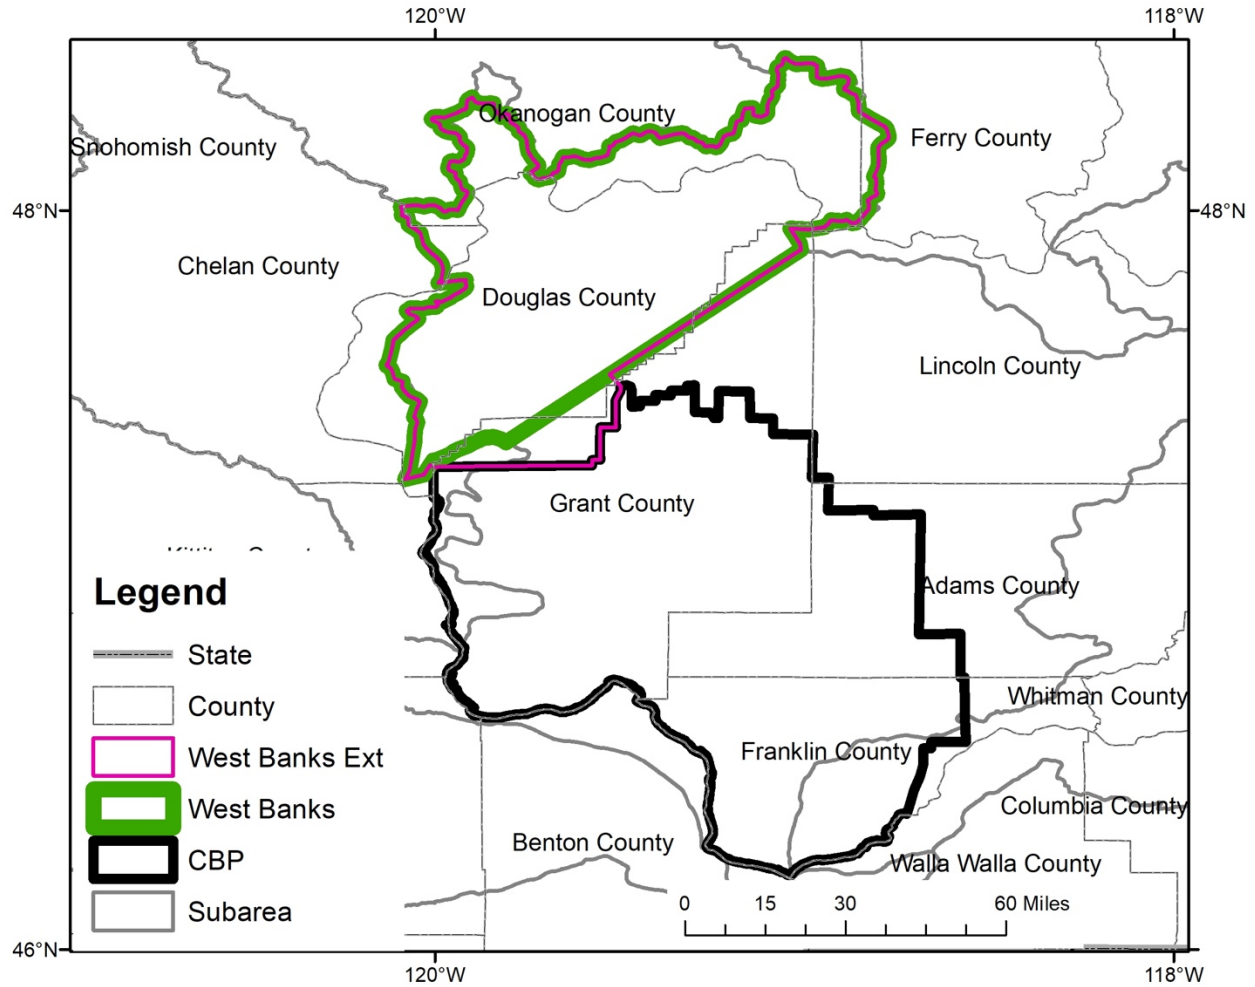 120°W
118°W
Okanogan County
Ferry County
Snohomish County
48°N
48°N
Chelan County
Douglas County
Lincoln County
Grant County
Adams County
Legend
State
County
West Banks Ext
West Banks
CBP
Subarea
Whitman County
Franklin County
Columbia County
Benton County
Walla Walla County
0 15 30 60 Miles
46°N
120°W
118°W